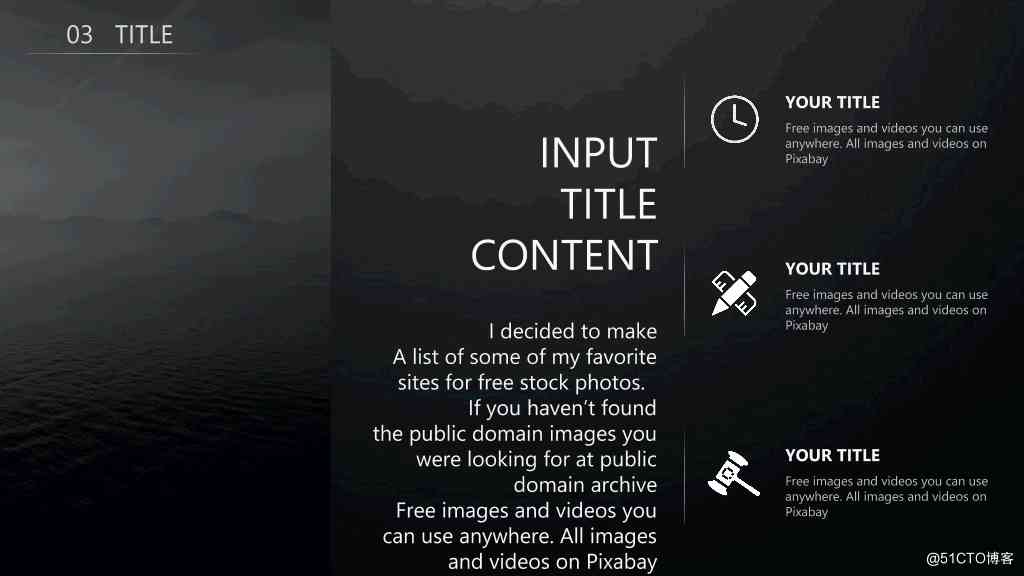 03 TITLE
INPUT
TITLE
CONTENT
I decided to make
A list of some of my favorite
sites for free stock photos.
If you haven’t found
the public domain images you
were looking for at public
domain archive
Free images and videos you
can use anywhere. All images
and videos on Pixabay
YOUR TITLE
Free images and videos you can use
anywhere. All images and videos on
Pixabay
YOUR TITLE
Free images and videos you can use
anywhere. All images and videos on
Pixabay
YOUR TITLE
Free images and videos you can use
anywhere. All images and videos on
Pixabay
@51CTO博客